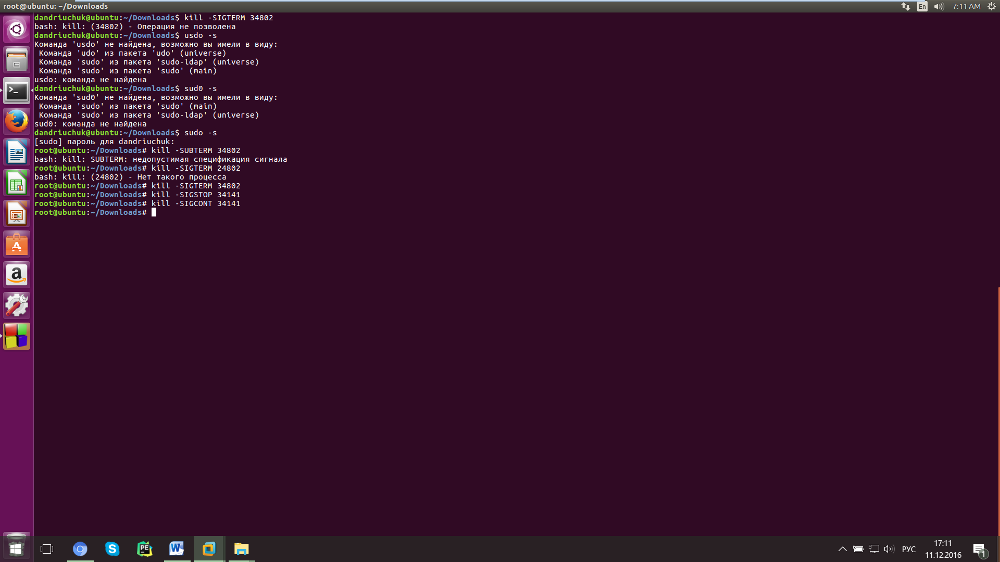 root@ubuntu: ~/Downloads
En
7:11 AM
dandriuchuk@ubuntu:~/Downloads$ kill -SIGTERM 34802
bash: kill: (34802) - Операция не позволена
dandriuchuk@ubuntu:~/Downloads$ usdo -s
Команда 'usdo' не найдена, возможно вы имели в виду:
 Команда 'udo' из пакета 'udo' (universe)
 Команда 'sudo' из пакета 'sudo-ldap' (universe)
 Команда 'sudo' из пакета 'sudo' (main)
usdo: команда не найдена
dandriuchuk@ubuntu:~/Downloads$ sud0 -s
Команда 'sud0' не найдена, возможно вы имели в виду:
 Команда 'sudo' из пакета 'sudo' (main)
 Команда 'sudo' из пакета 'sudo-ldap' (universe)
sud0: команда не найдена
dandriuchuk@ubuntu:~/Downloads$ sudo -s
[sudo] пароль для dandriuchuk:
root@ubuntu:~/Downloads# kill -SUBTERM 34802
bash: kill: SUBTERM: недопустимая спецификация сигнала
root@ubuntu:~/Downloads# kill -SIGTERM 24802
bash: kill: (24802) - Нет такого процесса
root@ubuntu:~/Downloads# kill -SIGTERM 34802
root@ubuntu:~/Downloads# kill -SIGSTOP 34141
root@ubuntu:~/Downloads# kill -SIGCONT 34141
root@ubuntu:~/Downloads#
РУС
17:11
11.12.2016
1